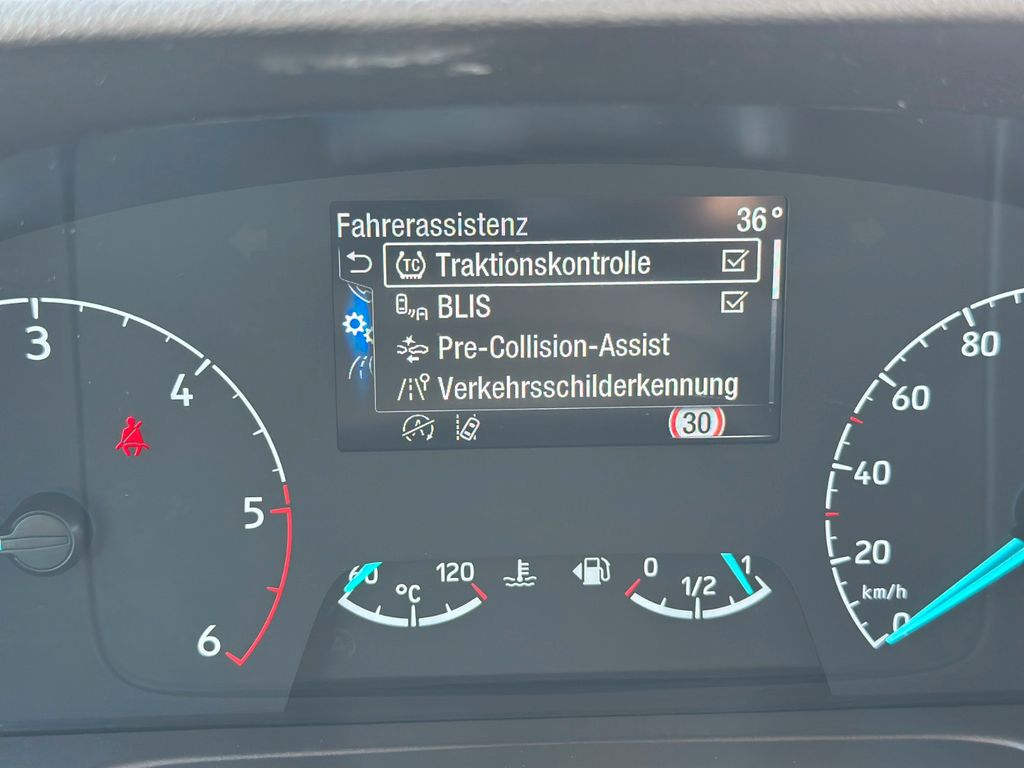 Fahrerassistenz 36°
TC Traktionskontrolle
A BLIS
Pre-Collision-Assist
Verkehrsschilderkennung
A 30
3
4
5
6
80
60
40
20
km/h
0
60 120
°C
0 1/2 1